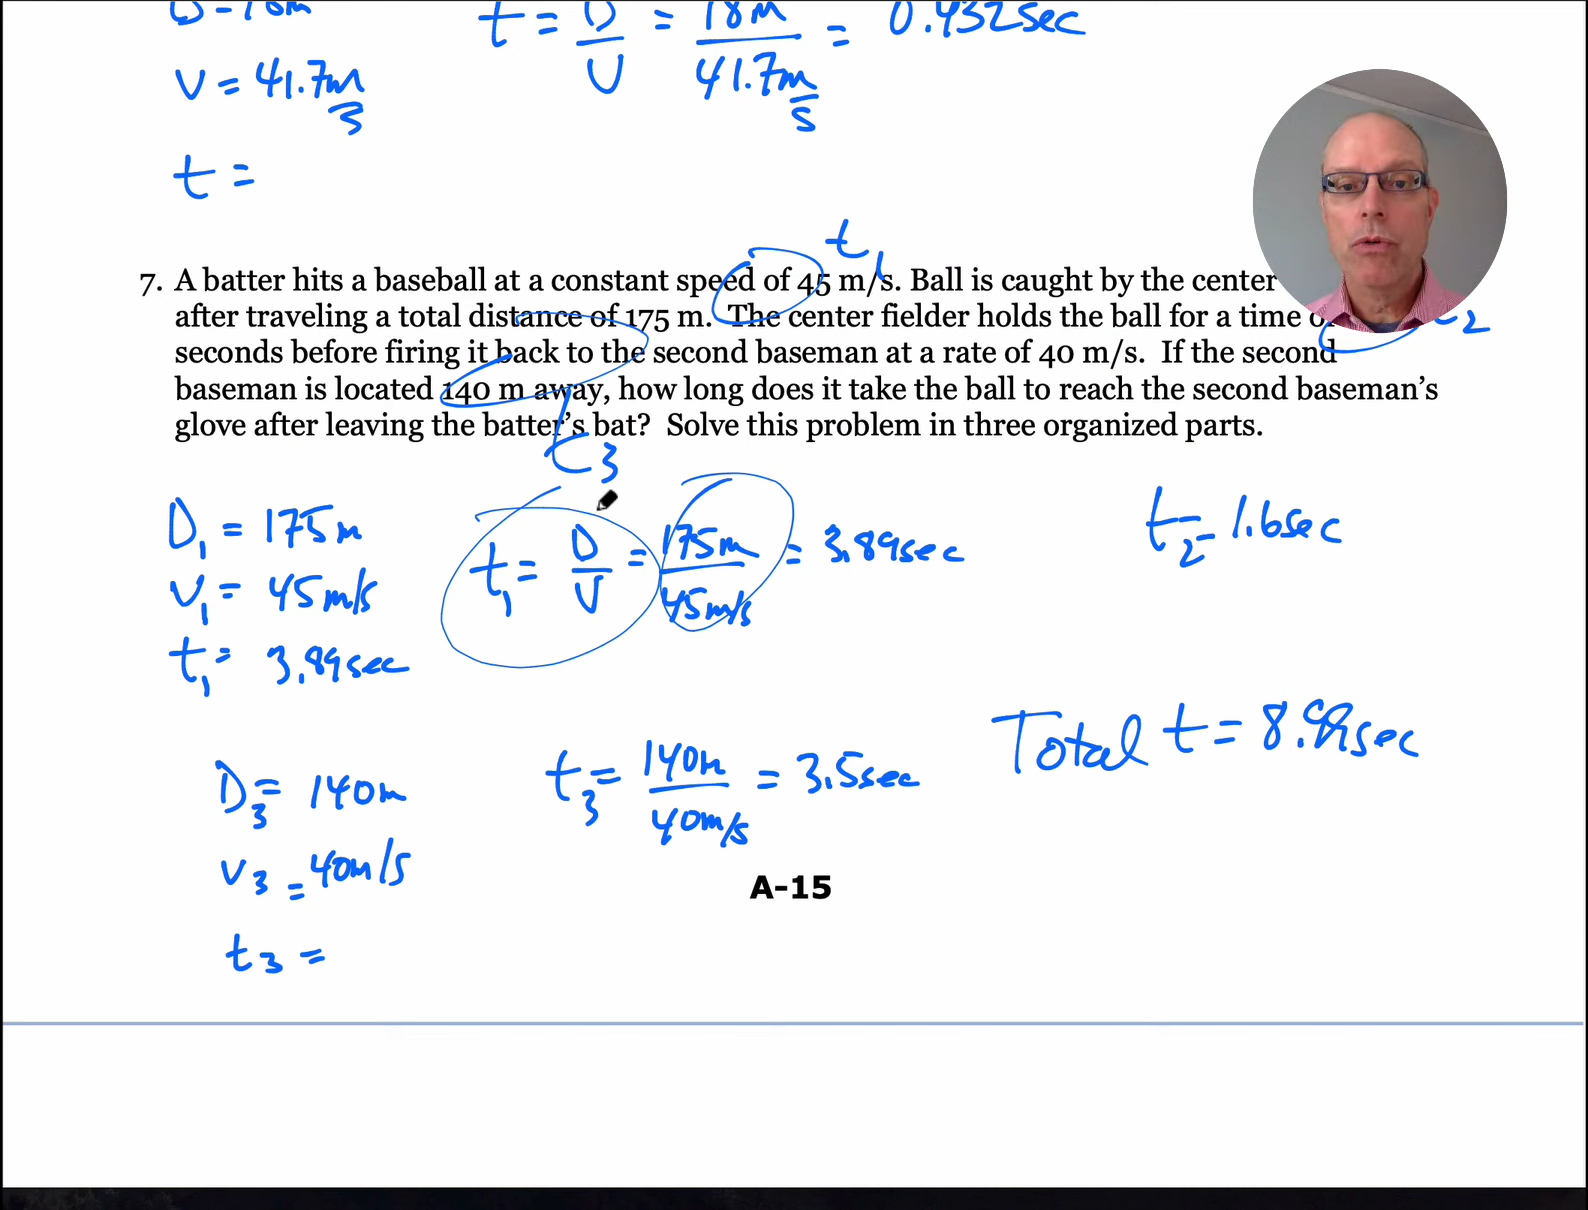 D = 18m t = D/V = 18m / 41.7m/s = 0.432sec
V = 41.7m/s
t =
t1
7. A batter hits a baseball at a constant speed of 45 m/s. Ball is caught by the center
after traveling a total distance of 175 m. The center fielder holds the ball for a time
t2
seconds before firing it back to the second baseman at a rate of 40 m/s. If the second
baseman is located 140 m away, how long does it take the ball to reach the second baseman's
glove after leaving the batter's bat? Solve this problem in three organized parts.
t3
D1 = 175m t1 = D/V = 175m / 45m/s = 3.89sec t2 = 1.6sec
V1 = 45m/s
t1 = 3.89sec
Total t = 8.99sec
D3 = 140m t3 = 140m / 40m/s = 3.5sec
V3 = 40m/s
A-15
t3 =